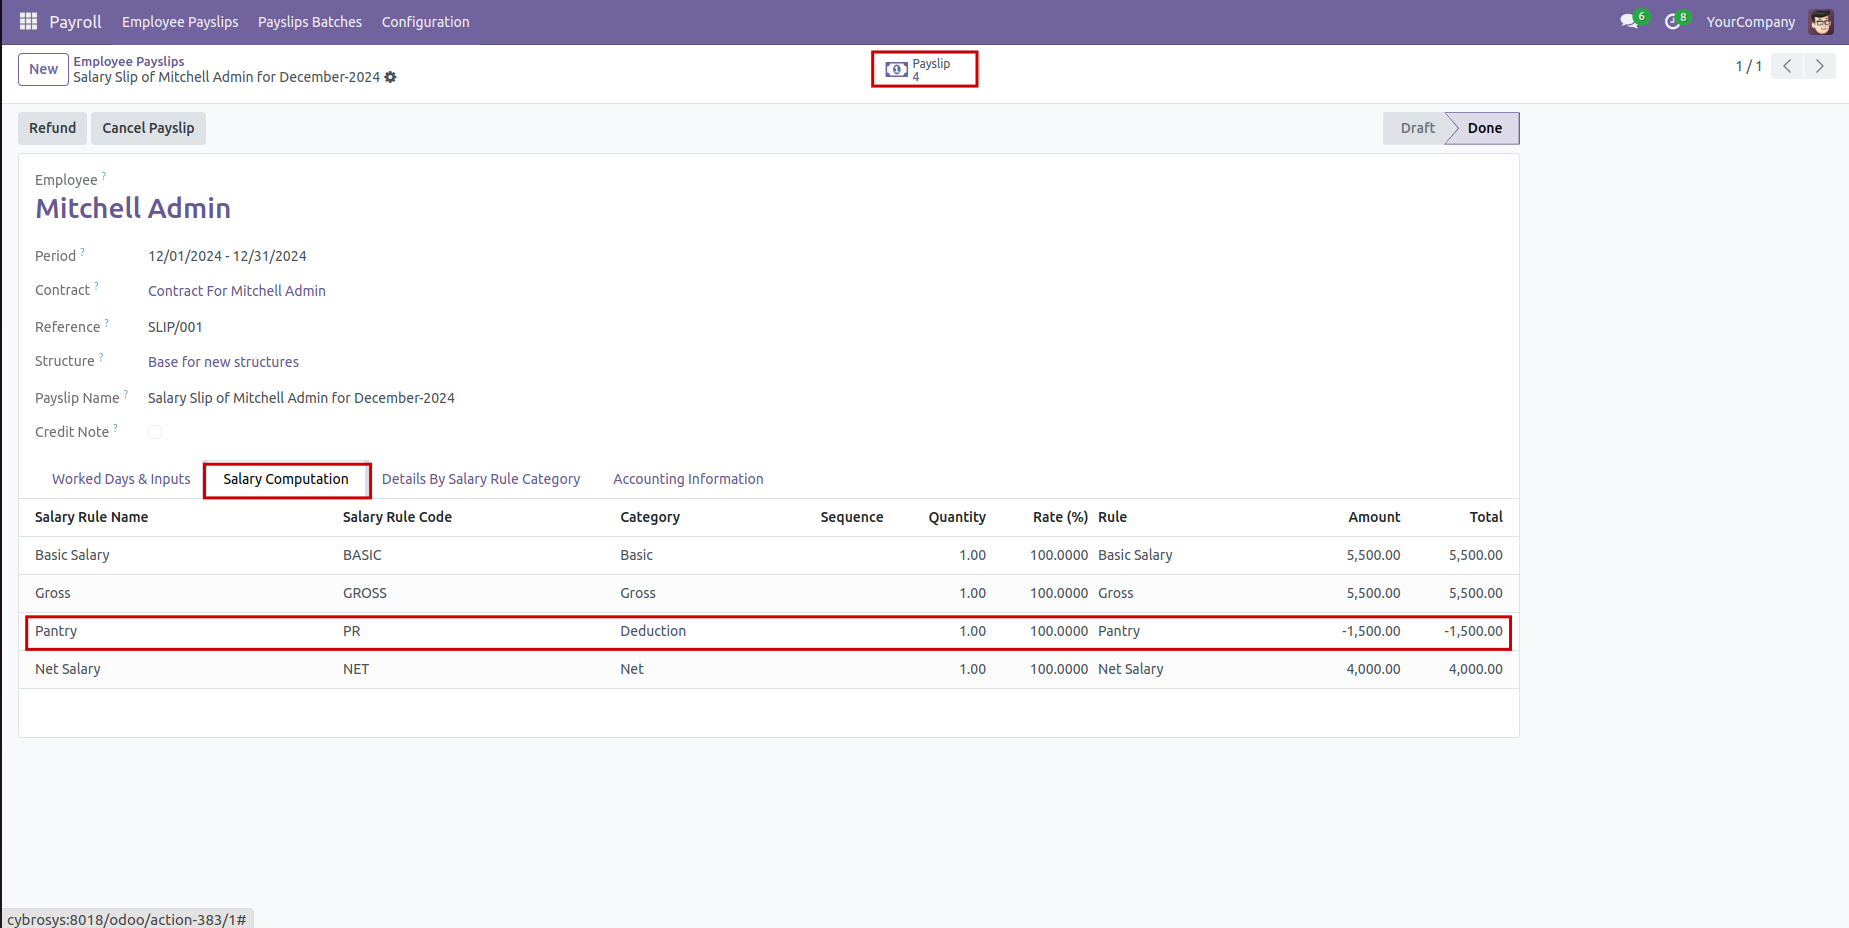 Payroll Employee Payslips Payslips Batches Configuration 6 8 YourCompany
New Employee Payslips
Salary Slip of Mitchell Admin for December-2024
Payslip
4
1 / 1
Refund Cancel Payslip Draft Done
Employee ?
Mitchell Admin
Period ? 12/01/2024 - 12/31/2024
Contract ? Contract For Mitchell Admin
Reference ? SLIP/001
Structure ? Base for new structures
Payslip Name ? Salary Slip of Mitchell Admin for December-2024
Credit Note ?
Worked Days & Inputs Salary Computation Details By Salary Rule Category Accounting Information
Salary Rule Name Salary Rule Code Category Sequence Quantity Rate (%) Rule Amount Total
Basic Salary BASIC Basic 1.00 100.0000 Basic Salary 5,500.00 5,500.00
Gross GROSS Gross 1.00 100.0000 Gross 5,500.00 5,500.00
Pantry PR Deduction 1.00 100.0000 Pantry -1,500.00 -1,500.00
Net Salary NET Net 1.00 100.0000 Net Salary 4,000.00 4,000.00
cybrosys:8018/odoo/action-383/1#